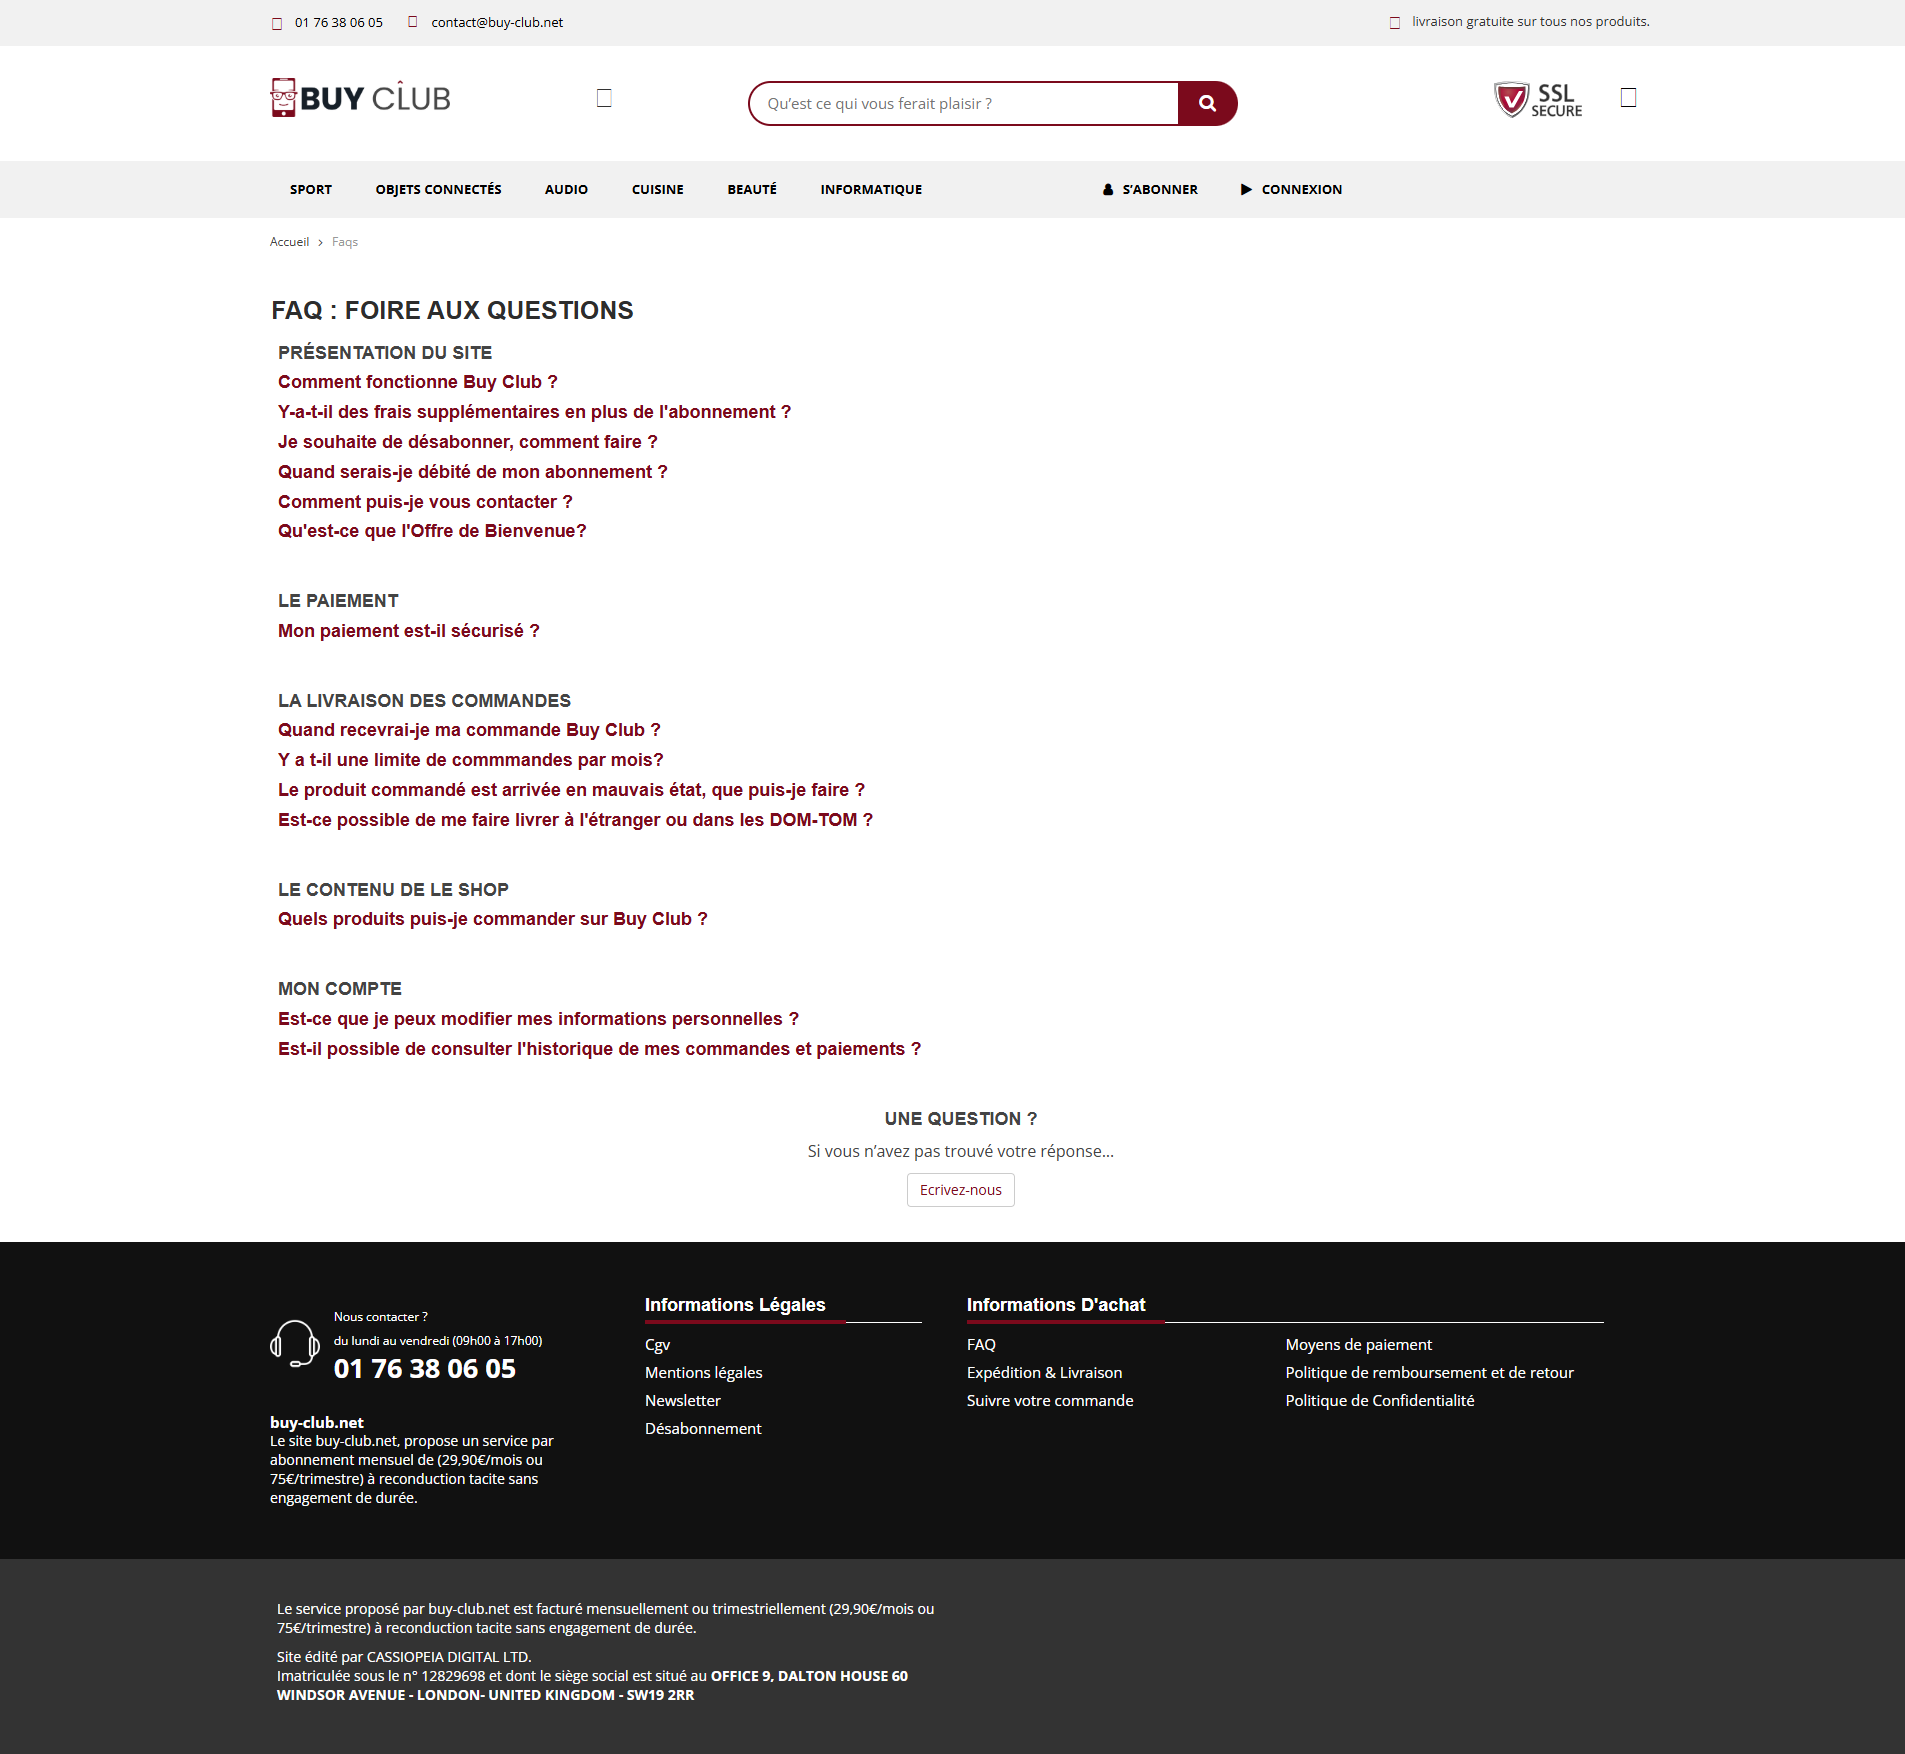 01 76 38 06 05
contact@buy-club.net
livraison gratuite sur tous nos produits.
BUY CLUB
Qu’est ce qui vous ferait plaisir ?
SSL
SECURE
SPORT
OBJETS CONNECTÉS
AUDIO
CUISINE
BEAUTÉ
INFORMATIQUE
S’ABONNER
CONNEXION
Accueil > Faqs
FAQ : FOIRE AUX QUESTIONS
PRÉSENTATION DU SITE
Comment fonctionne Buy Club ?
Y-a-t-il des frais supplémentaires en plus de l'abonnement ?
Je souhaite de désabonner, comment faire ?
Quand serais-je débité de mon abonnement ?
Comment puis-je vous contacter ?
Qu'est-ce que l'Offre de Bienvenue?
LE PAIEMENT
Mon paiement est-il sécurisé ?
LA LIVRAISON DES COMMANDES
Quand recevrai-je ma commande Buy Club ?
Y a t-il une limite de commmandes par mois?
Le produit commandé est arrivée en mauvais état, que puis-je faire ?
Est-ce possible de me faire livrer à l'étranger ou dans les DOM-TOM ?
LE CONTENU DE LE SHOP
Quels produits puis-je commander sur Buy Club ?
MON COMPTE
Est-ce que je peux modifier mes informations personnelles ?
Est-il possible de consulter l'historique de mes commandes et paiements ?
UNE QUESTION ?
Si vous n’avez pas trouvé votre réponse...
Ecrivez-nous
Nous contacter ?
du lundi au vendredi (09h00 à 17h00)
01 76 38 06 05
buy-club.net
Le site buy-club.net, propose un service par
abonnement mensuel de (29,90€/mois ou
75€/trimestre) à reconduction tacite sans
engagement de durée.
Informations Légales
Cgv
Mentions légales
Newsletter
Désabonnement
Informations D'achat
FAQ
Expédition & Livraison
Suivre votre commande
Moyens de paiement
Politique de remboursement et de retour
Politique de Confidentialité
Le service proposé par buy-club.net est facturé mensuellement ou trimestriellement (29,90€/mois ou
75€/trimestre) à reconduction tacite sans engagement de durée.
Site édité par CASSIOPEIA DIGITAL LTD.
Imatriculée sous le n° 12829698 et dont le siège social est situé au OFFICE 9, DALTON HOUSE 60
WINDSOR AVENUE - LONDON- UNITED KINGDOM - SW19 2RR